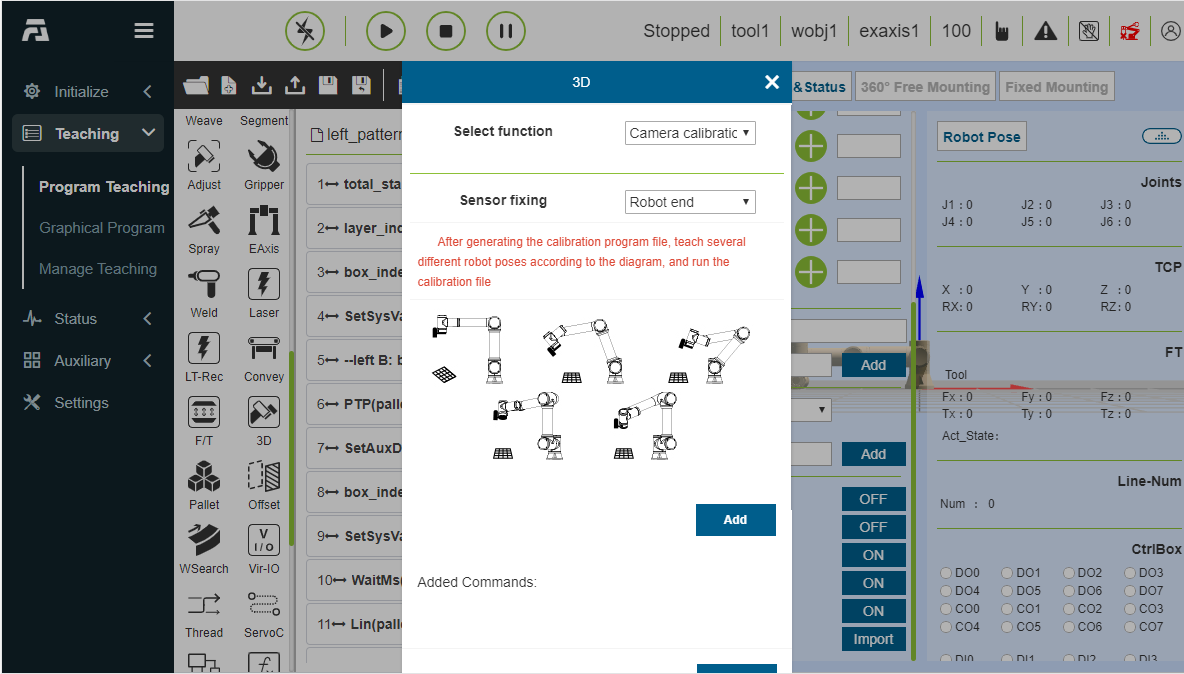 Stopped
tool1
wobj1
exaxis1
100
Initialize
Teaching
Program Teaching
Graphical Program
Manage Teaching
Status
Auxiliary
Settings
Weave
Segment
Adjust
Gripper
Spray
EAxis
Weld
Laser
LT-Rec
Convey
F/T
3D
Pallet
Offset
WSearch
Vir-IO
Thread
ServoC
left_pattern
1 total_sta
2 layer_ind
3 box_inde
4 SetSysVa
5 --left B: b
6 PTP(palle
7 SetAuxD
8 box_inde
9 SetSysVa
10 WaitMs(
11 Lin(palle
3D
Select function
Camera calibratic
Sensor fixing
Robot end
After generating the calibration program file, teach several
different robot poses according to the diagram, and run the
calibration file
Add
Added Commands:
& Status
360° Free Mounting
Fixed Mounting
Add
Add
OFF
OFF
ON
ON
ON
Import
Robot Pose
Joints
J1 : 0 J2 : 0 J3 : 0
J4 : 0 J5 : 0 J6 : 0
TCP
X : 0 Y : 0 Z : 0
RX: 0 RY: 0 RZ: 0
FT
Tool
Fx : 0 Fy : 0 Fz : 0
Tx : 0 Ty : 0 Tz : 0
Act_State:
Line-Num
Num : 0
CtrlBox
DO0 DO1 DO2 DO3
DO4 DO5 DO6 DO7
CO0 CO1 CO2 CO3
CO4 CO5 CO6 CO7
DI0 DI1 DI2 DI3